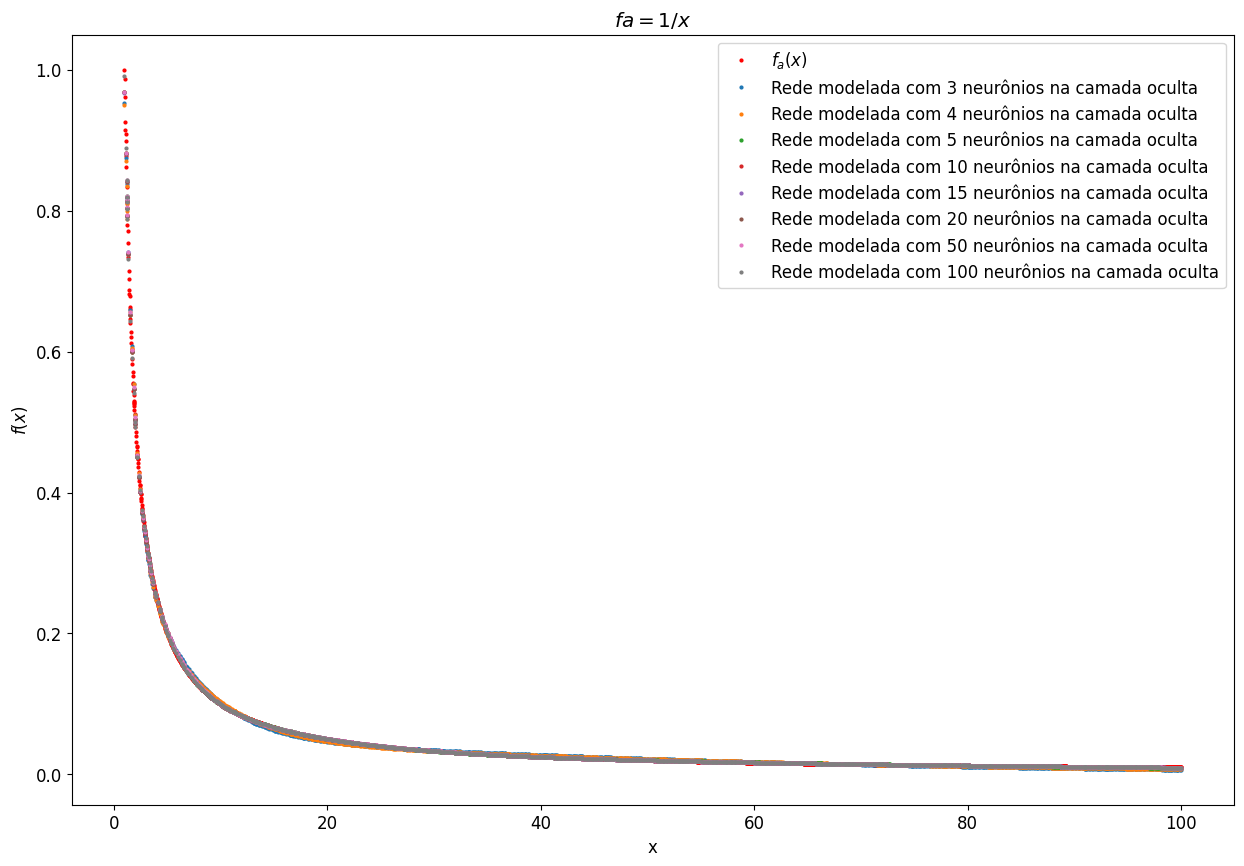 fa = 1/x
f_a(x)
Rede modelada com 3 neurônios na camada oculta
Rede modelada com 4 neurônios na camada oculta
Rede modelada com 5 neurônios na camada oculta
Rede modelada com 10 neurônios na camada oculta
Rede modelada com 15 neurônios na camada oculta
Rede modelada com 20 neurônios na camada oculta
Rede modelada com 50 neurônios na camada oculta
Rede modelada com 100 neurônios na camada oculta
1.0
0.8
0.6
0.4
0.2
0.0
f(x)
0 20 40 60 80 100
x